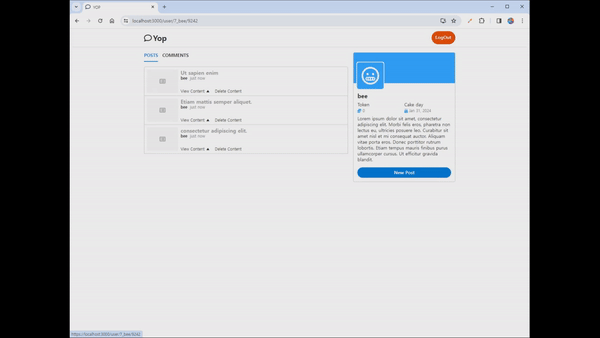 YOP
localhost:3000/user/T_bee/9242
Yop
LogOut
POSTS COMMENTS
Ut sapien enim
bee just now
View Content Delete Content
Etiam mattis semper aliquet.
bee just now
View Content Delete Content
consectetur adipiscing elit.
bee just now
View Content Delete Content
bee
Token Cake day
0 Jan 31, 2024
Lorem ipsum dolor sit amet, consectetur
adipiscing elit. Morbi felis eros, pharetra non
lectus eu, ultricies posuere leo. Curabitur sit
amet nisl et mi consequat auctor. Aliquam
vitae porta eros. Donec porttitor rutrum
lobortis. Etiam tempus mauris finibus purus
ullamcorper cursus. Ut efficitur gravida
blandit.
New Post
https://localhost:3000/user/T_bee/9242